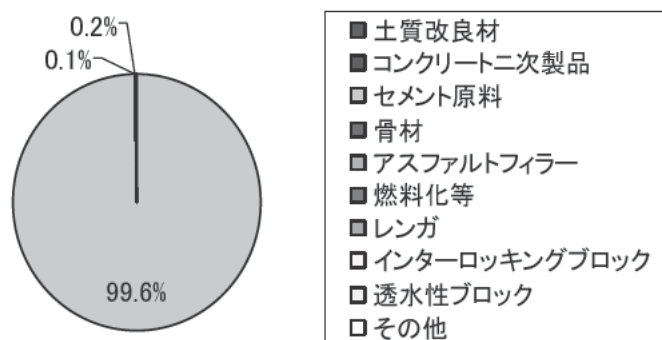 0.2%
0.1%
99.6%
土質改良材
コンクリート二次製品
セメント原料
骨材
アスファルトフィラー
燃料化等
レンガ
インターロッキングブロック
透水性ブロック
その他